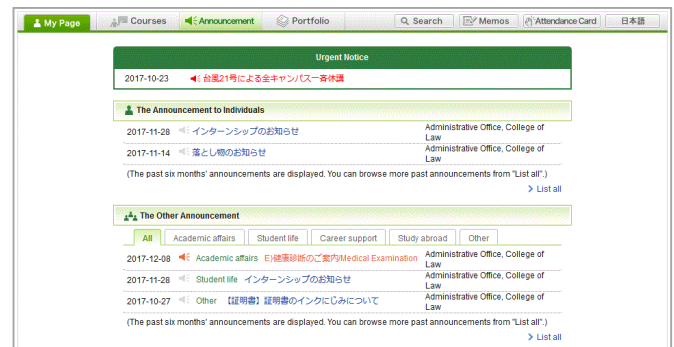 My Page Courses Announcement Portfolio Search Memos Attendance Card 日本語
Urgent Notice
2017-10-23 台風21号による全キャンパス一斉休講
The Announcement to Individuals
2017-11-28 インターンシップのお知らせ Administrative Office, College of
Law
2017-11-14 落とし物のお知らせ Administrative Office, College of
Law
(The past six months' announcements are displayed. You can browse more past announcements from "List all".)
> List all
The Other Announcement
All Academic affairs Student life Career support Study abroad Other
2017-12-08 Academic affairs E)健康診断のご案内/Medical Examination Administrative Office, College of
Law
2017-11-28 Student life インターンシップのお知らせ Administrative Office, College of
Law
2017-10-27 Other 【証明書】証明書のインクにじみについて Administrative Office, College of
Law
(The past six months' announcements are displayed. You can browse more past announcements from "List all".)
> List all